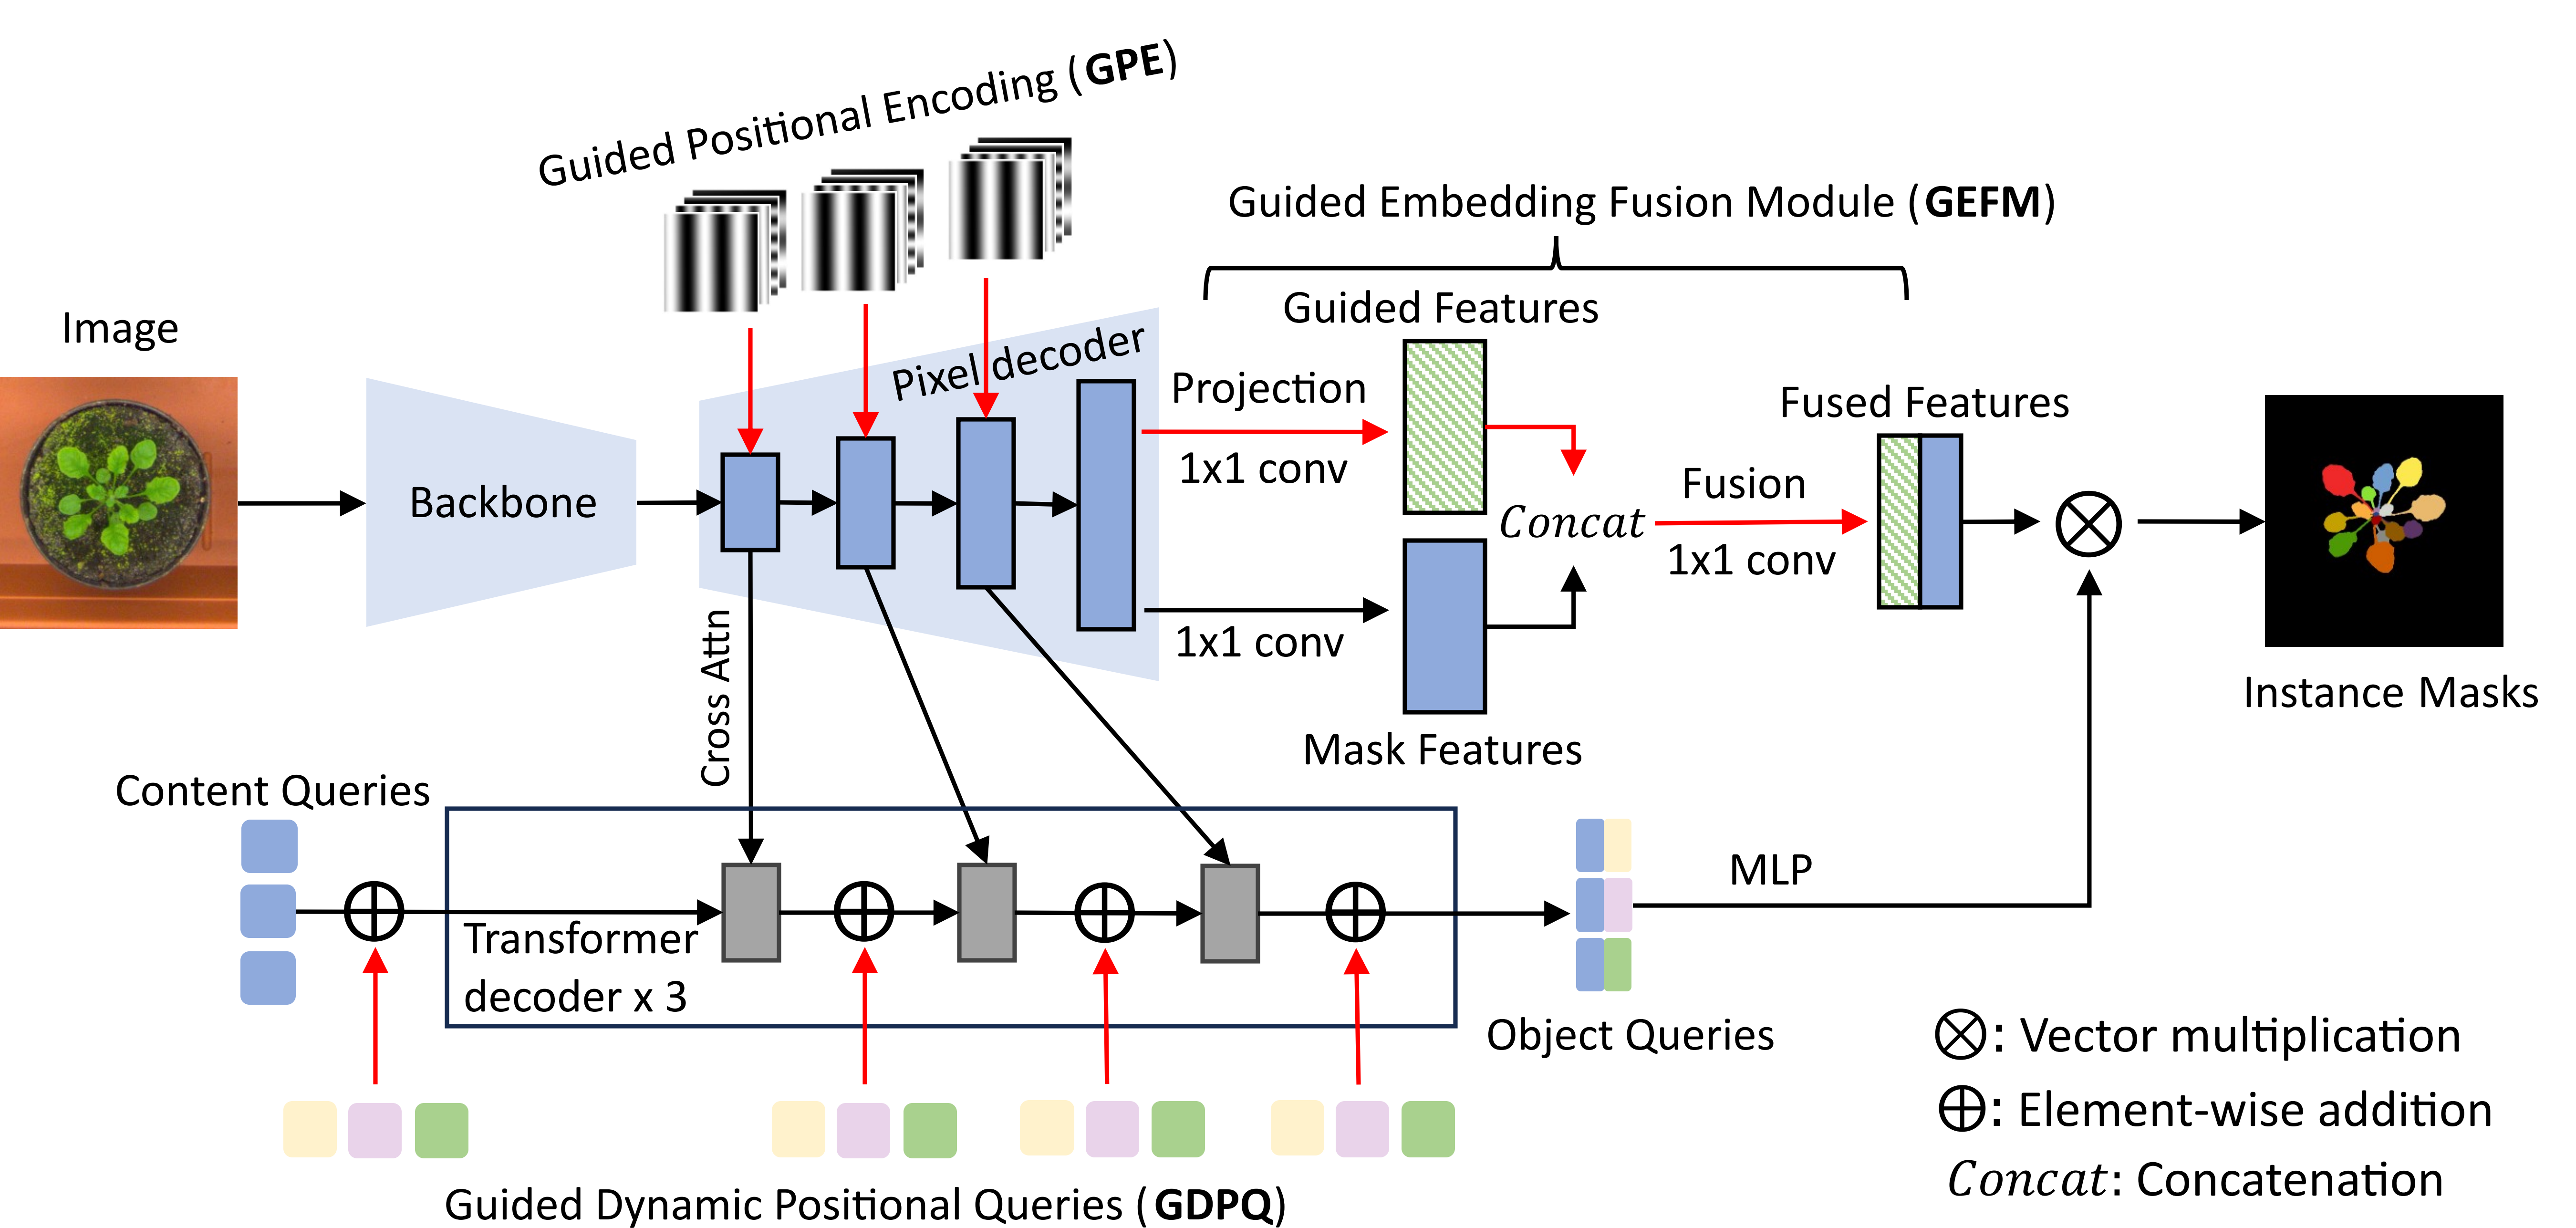 Guided Positional Encoding (GPE)
Guided Embedding Fusion Module (GEFM)
Image
Guided Features
Pixel decoder
Projection
1x1 conv
Fused Features
Backbone
Concat
Fusion
1x1 conv
1x1 conv
Cross Attn
Mask Features
Instance Masks
Content Queries
Transformer
decoder x 3
MLP
Object Queries
Guided Dynamic Positional Queries (GDPQ)
⊗: Vector multiplication
⊕: Element-wise addition
Concat: Concatenation